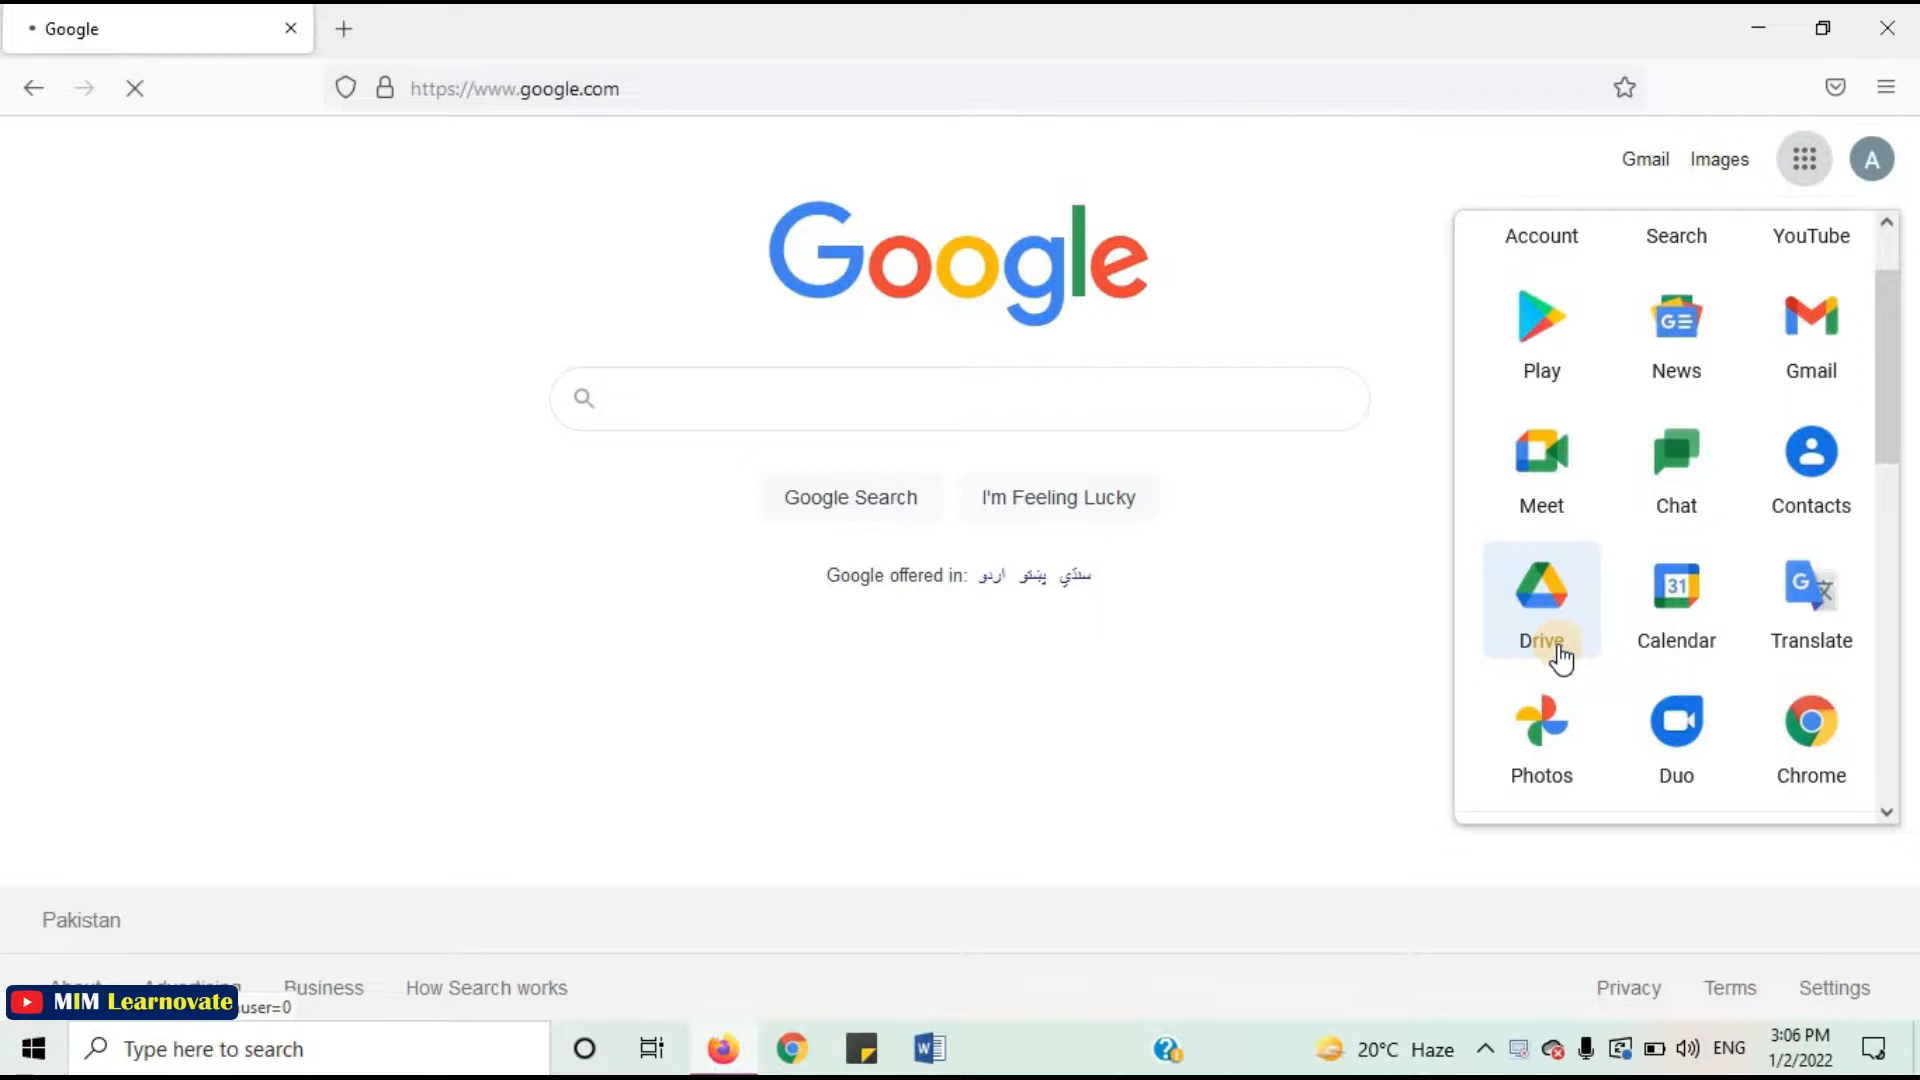 Google
https://www.google.com
Gmail Images A
Google
Account Search YouTube
Play News Gmail
Meet Chat Contacts
31
Drive Calendar Translate
Photos Duo Chrome
Google Search I'm Feeling Lucky
Google offered in: اردو پښتو سنڌي
Pakistan
Business How Search works Privacy Terms Settings
MIM Learnovate
user=0
Type here to search
20°C Haze ENG
3:06 PM
1/2/2022